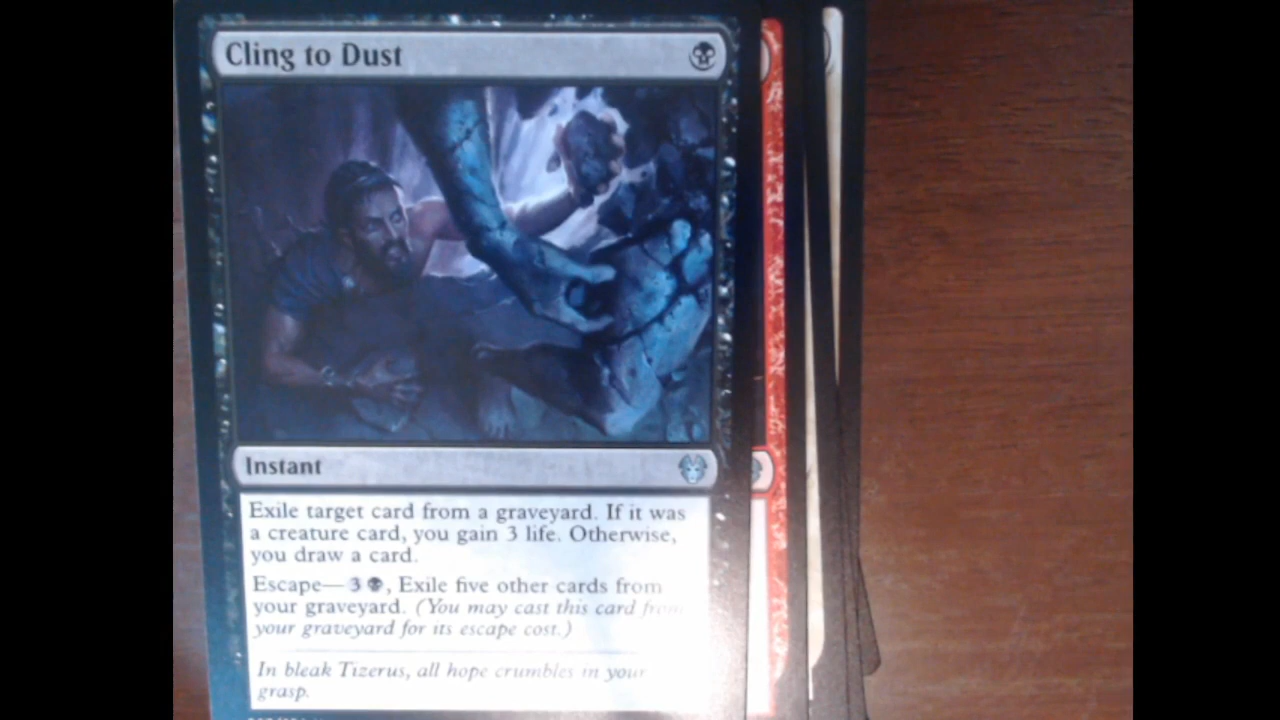 Cling to Dust
Instant
Exile target card from a graveyard. If it was
a creature card, you gain 3 life. Otherwise,
you draw a card.
Escape— 3, Exile five other cards from
your graveyard. (You may cast this card from
your graveyard for its escape cost.)
In bleak Tizerus, all hope crumbles in your
grasp.